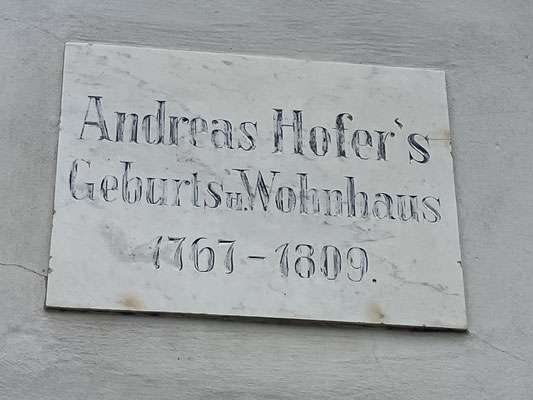 Andreas Hofer's
Geburts u. Wohnhaus
1767 - 1809.